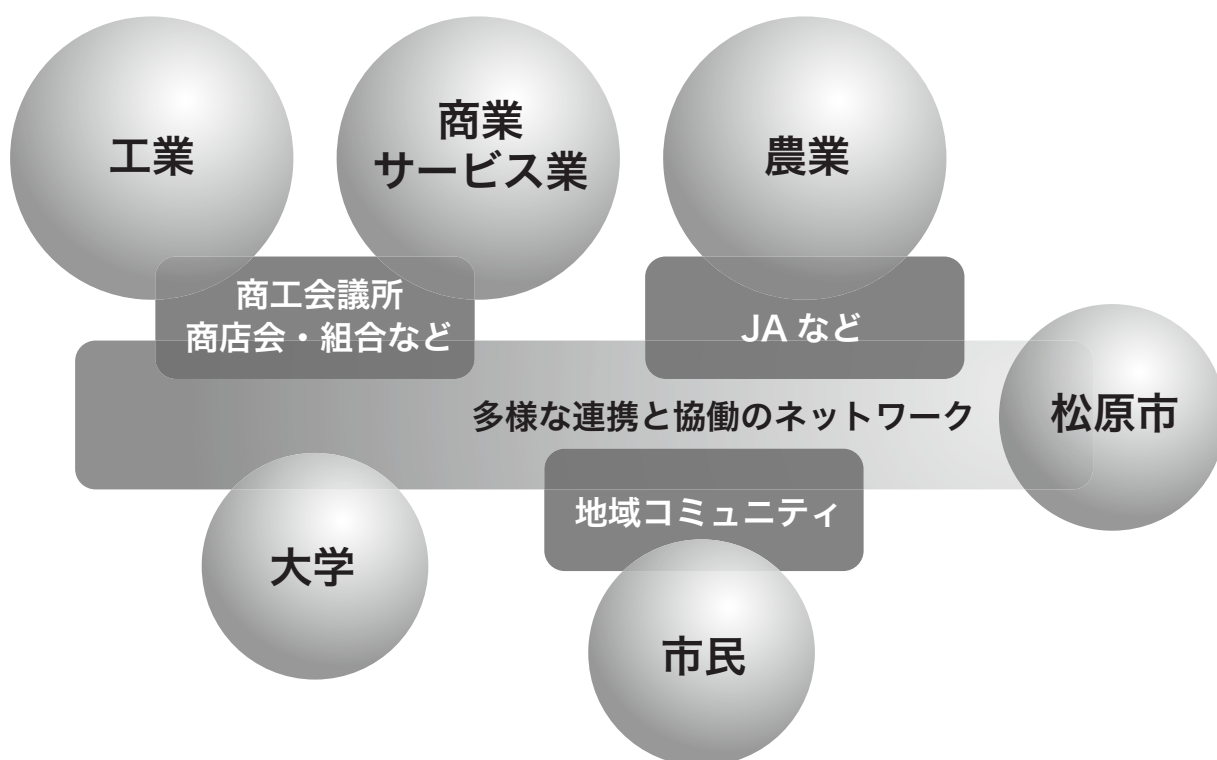 工業
商業
サービス業
農業
商工会議所
商店会・組合など
JA など
多様な連携と協働のネットワーク
松原市
地域コミュニティ
大学
市民